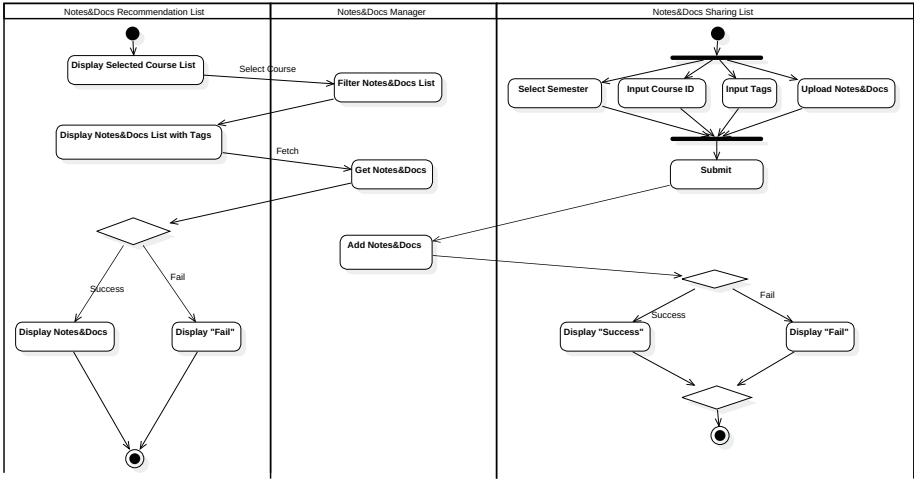 Notes&Docs Recommendation List
Notes&Docs Manager
Notes&Docs Sharing List
Display Selected Course List
Select Course
Filter Notes&Docs List
Select Semester
Input Course ID
Input Tags
Upload Notes&Docs
Display Notes&Docs List with Tags
Fetch
Get Notes&Docs
Submit
Add Notes&Docs
Success
Fail
Success
Fail
Display Notes&Docs
Display "Fail"
Display "Success"
Display "Fail"